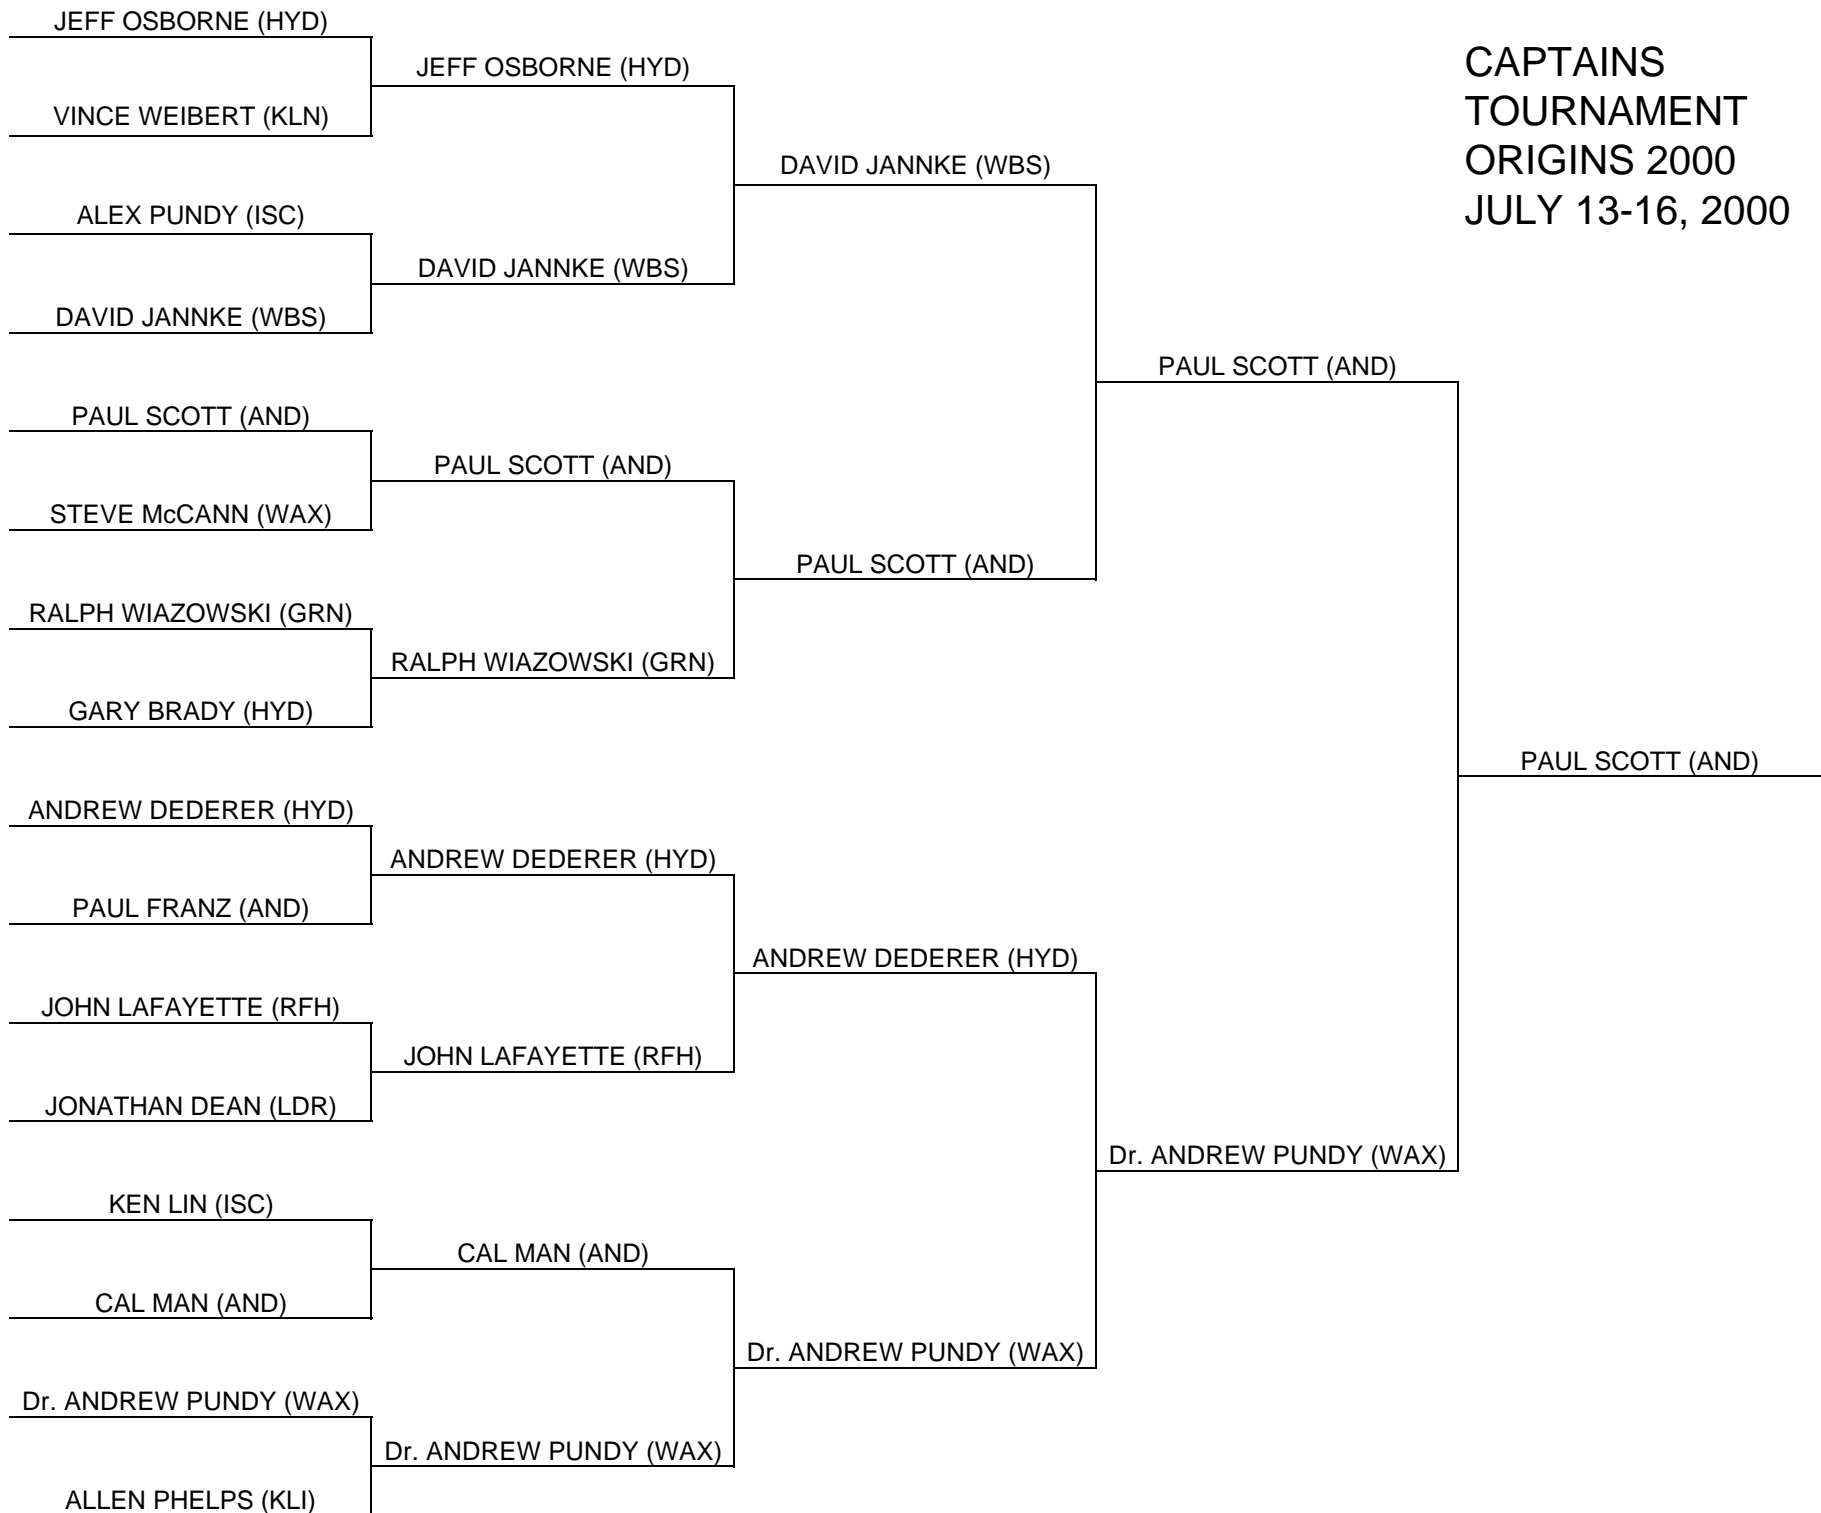 JEFF OSBORNE (HYD)
JEFF OSBORNE (HYD)
VINCE WEIBERT (KLN)
DAVID JANNKE (WBS)
ALEX PUNDY (ISC)
DAVID JANNKE (WBS)
DAVID JANNKE (WBS)
PAUL SCOTT (AND)
PAUL SCOTT (AND)
PAUL SCOTT (AND)
STEVE McCANN (WAX)
PAUL SCOTT (AND)
RALPH WIAZOWSKI (GRN)
RALPH WIAZOWSKI (GRN)
GARY BRADY (HYD)
PAUL SCOTT (AND)
ANDREW DEDERER (HYD)
ANDREW DEDERER (HYD)
PAUL FRANZ (AND)
ANDREW DEDERER (HYD)
JOHN LAFAYETTE (RFH)
JOHN LAFAYETTE (RFH)
JONATHAN DEAN (LDR)
Dr. ANDREW PUNDY (WAX)
KEN LIN (ISC)
CAL MAN (AND)
CAL MAN (AND)
Dr. ANDREW PUNDY (WAX)
Dr. ANDREW PUNDY (WAX)
Dr. ANDREW PUNDY (WAX)
ALLEN PHELPS (KLI)
CAPTAINS
TOURNAMENT
ORIGINS 2000
JULY 13-16, 2000